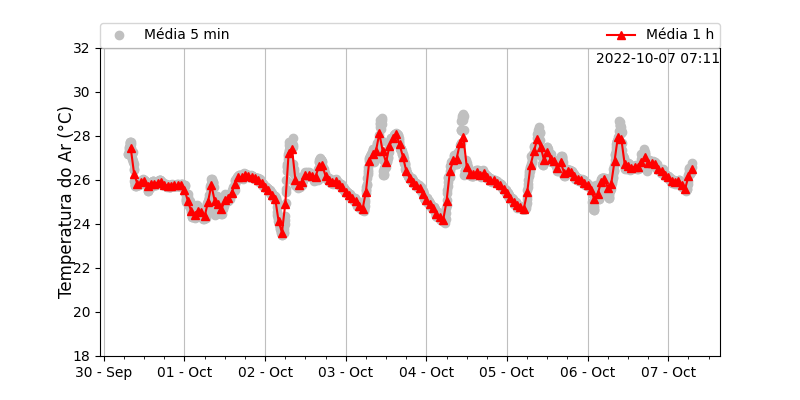 Média 5 min
Média 1 h
2022-10-07 07:11
Temperatura do Ar (°C)
32
30
28
26
24
22
20
18
30 - Sep
01 - Oct
02 - Oct
03 - Oct
04 - Oct
05 - Oct
06 - Oct
07 - Oct